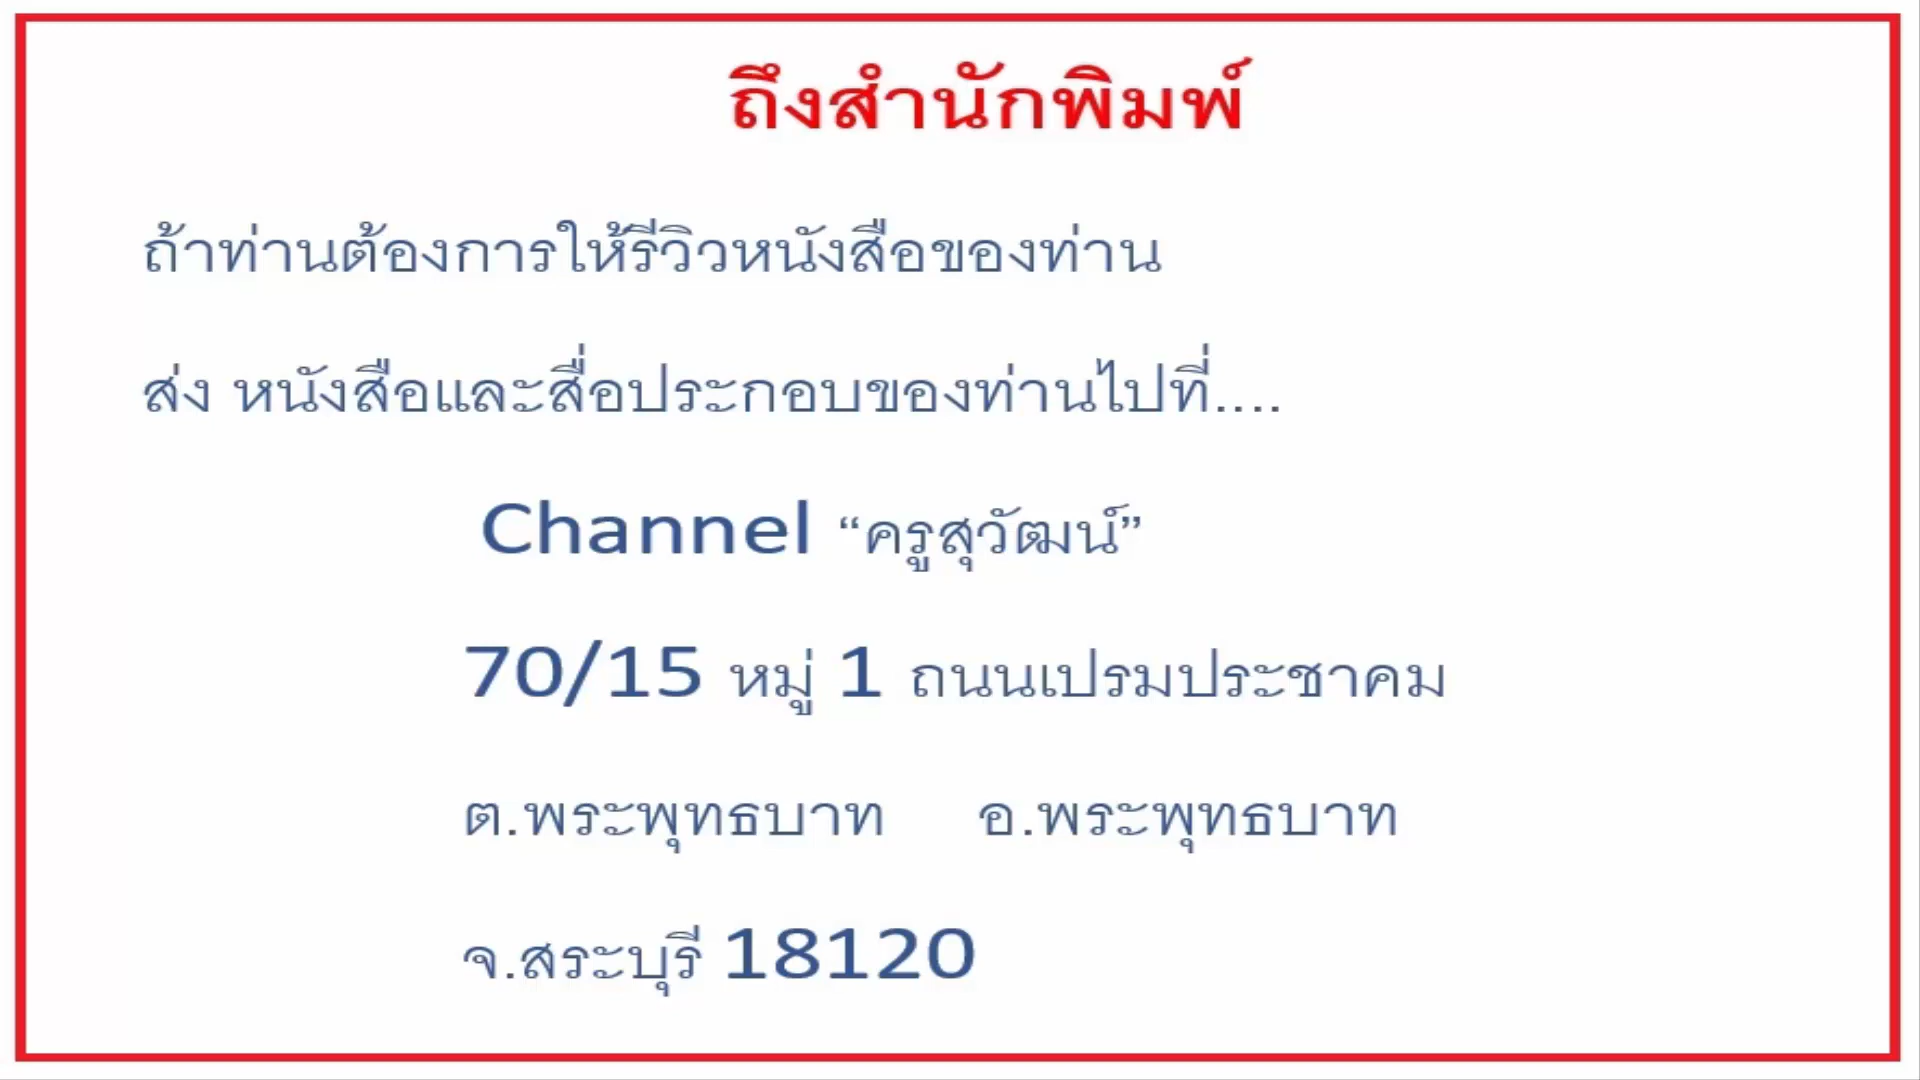 ถึงสำนักพิมพ์
ถ้าท่านต้องการให้รีวิวหนังสือของท่าน
ส่ง หนังสือและสื่อประกอบของท่านไปที่....
Channel “ครูสุวัฒน์”
70/15 หมู่ 1 ถนนเปรมประชาคม
ต.พระพุทธบาท อ.พระพุทธบาท
จ.สระบุรี 18120